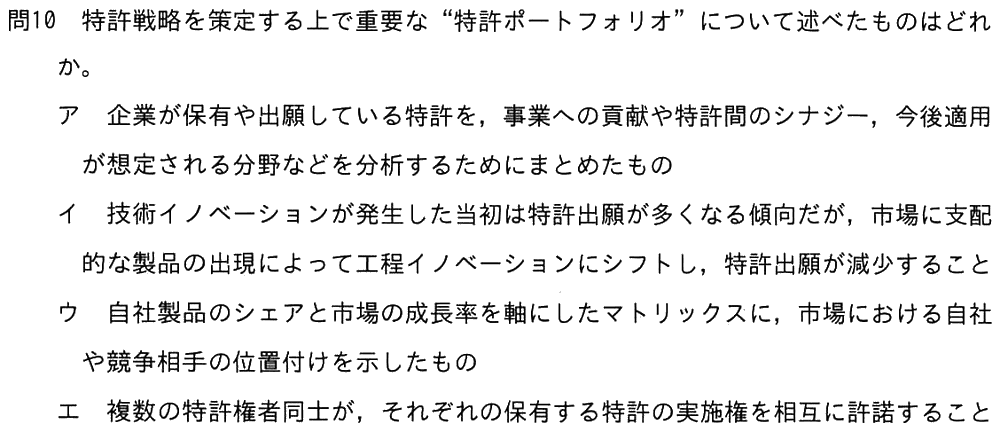 問10　特許戦略を策定する上で重要な“特許ポートフォリオ”について述べたものはどれ
か。
ア　企業が保有や出願している特許を，事業への貢献や特許間のシナジー，今後適用
が想定される分野などを分析するためにまとめたもの
イ　技術イノベーションが発生した当初は特許出願が多くなる傾向だが，市場に支配
的な製品の出現によって工程イノベーションにシフトし，特許出願が減少すること
ウ　自社製品のシェアと市場の成長率を軸にしたマトリックスに，市場における自社
や競争相手の位置付けを示したもの
エ　複数の特許権者同士が，それぞれの保有する特許の実施権を相互に許諾すること